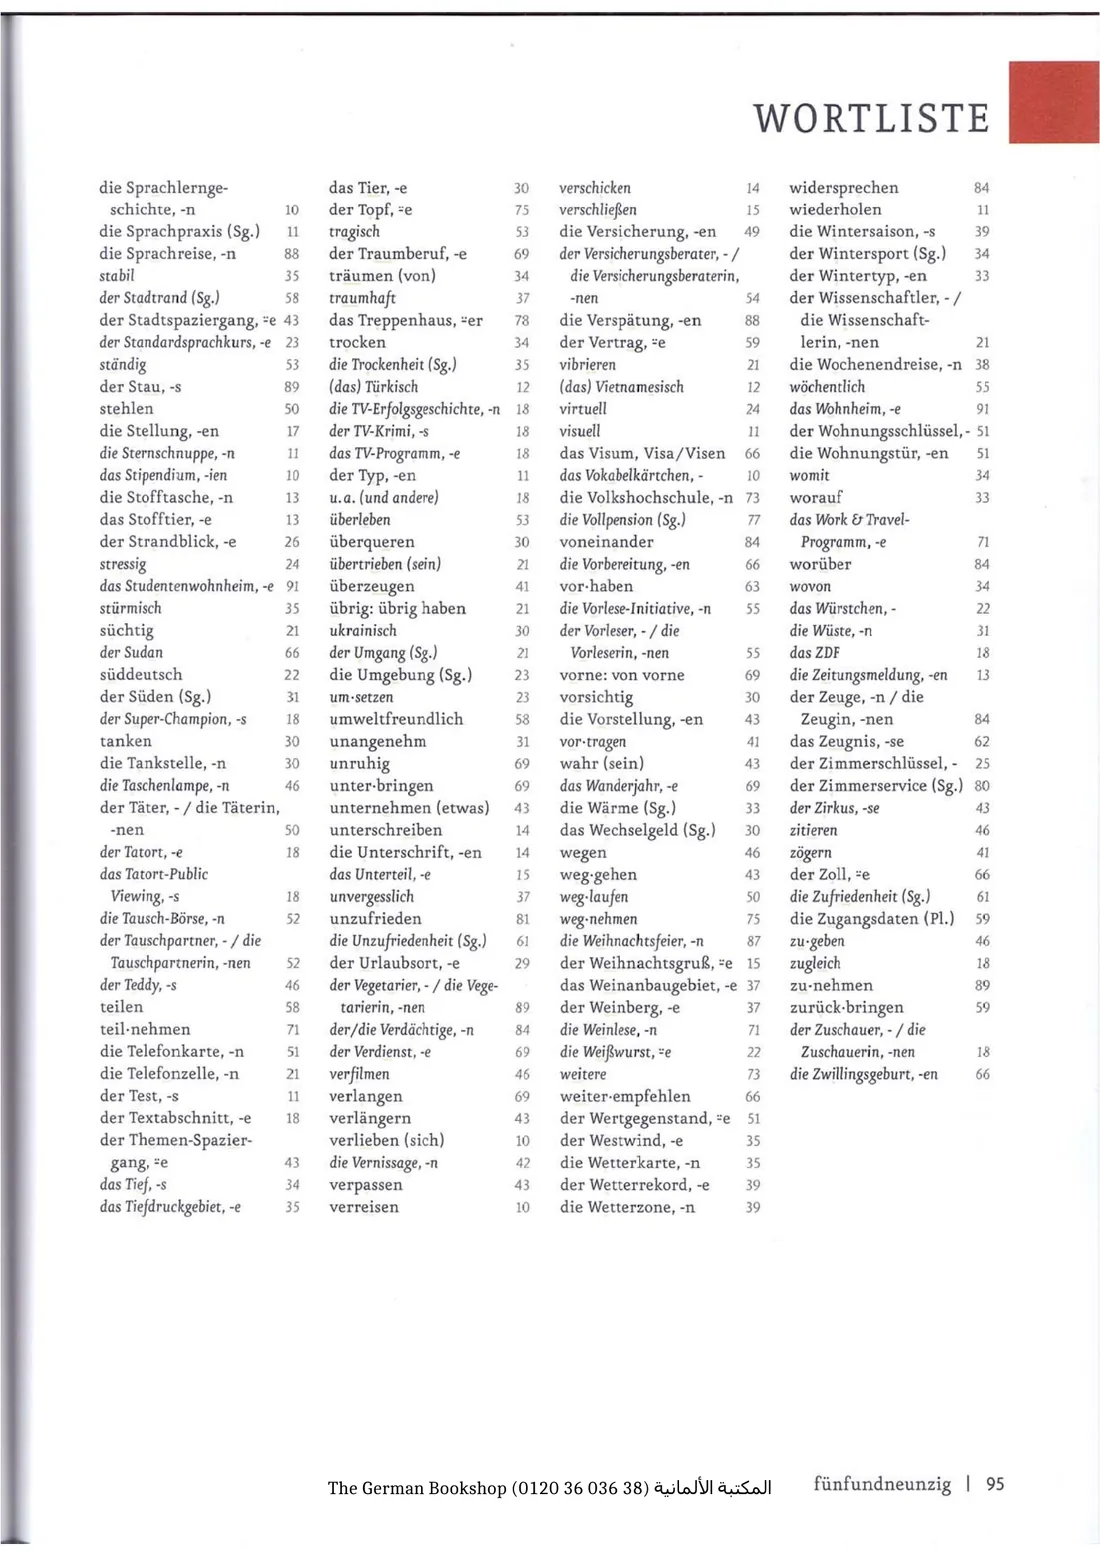 WORTLISTE
die Sprachlernge-
schichte, -n 10
die Sprachpraxis (Sg.) 11
die Sprachreise, -n 88
stabil 35
der Stadtrand (Sg.) 58
der Stadtspaziergang, ⸚e 43
der Standardsprachkurs, -e 23
ständig 53
der Stau, -s 89
stehlen 50
die Stellung, -en 17
die Sternschnuppe, -n 11
das Stipendium, -ien 10
die Stofftasche, -n 13
das Stofftier, -e 13
der Strandblick, -e 26
stressig 24
das Studentenwohnheim, -e 91
stürmisch 35
süchtig 21
der Sudan 66
süddeutsch 22
der Süden (Sg.) 31
der Super-Champion, -s 18
tanken 30
die Tankstelle, -n 30
die Taschenlampe, -n 46
der Täter, - / die Täterin,
-nen 50
der Tatort, -e 18
das Tatort-Public
Viewing, -s 18
die Tausch-Börse, -n 52
der Tauschpartner, - / die
Tauschpartnerin, -nen 52
der Teddy, -s 46
teilen 58
teil·nehmen 71
die Telefonkarte, -n 51
die Telefonzelle, -n 21
der Test, -s 11
der Textabschnitt, -e 18
der Themen-Spazier-
gang, ⸚e 43
das Tief, -s 34
das Tiefdruckgebiet, -e 35
das Tier, -e 30
der Topf, ⸚e 75
tragisch 53
der Traumberuf, -e 69
träumen (von) 34
traumhaft 37
das Treppenhaus, ⸚er 78
trocken 34
die Trockenheit (Sg.) 35
(das) Türkisch 12
die TV-Erfolgsgeschichte, -n 18
der TV-Krimi, -s 18
das TV-Programm, -e 18
der Typ, -en 11
u.a. (und andere) 18
überleben 53
überqueren 30
übertrieben (sein) 21
überzeugen 41
übrig: übrig haben 21
ukrainisch 30
der Umgang (Sg.) 21
die Umgebung (Sg.) 23
um·setzen 23
umweltfreundlich 58
unangenehm 31
unruhig 69
unter·bringen 69
unternehmen (etwas) 43
unterschreiben 14
die Unterschrift, -en 14
das Unterteil, -e 15
unvergesslich 37
unzufrieden 81
die Unzufriedenheit (Sg.) 61
der Urlaubsort, -e 29
der Vegetarier, - / die Vege-
tarierin, -nen 89
der/die Verdächtige, -n 84
der Verdienst, -e 69
verfilmen 46
verlangen 69
verlängern 43
verlieben (sich) 10
die Vernissage, -n 42
verpassen 43
verreisen 10
verschicken 14
verschließen 15
die Versicherung, -en 49
der Versicherungsberater, - /
die Versicherungsberaterin,
-nen 54
die Verspätung, -en 88
der Vertrag, ⸚e 59
vibrieren 21
(das) Vietnamesisch 12
virtuell 24
visuell 11
das Visum, Visa/Visen 66
das Vokabelkärtchen, - 10
die Volkshochschule, -n 73
die Vollpension (Sg.) 77
voneinander 84
die Vorbereitung, -en 66
vor·haben 63
die Vorlese-Initiative, -n 55
der Vorleser, - / die
Vorleserin, -nen 55
vorne: von vorne 69
vorsichtig 30
die Vorstellung, -en 43
vor·tragen 41
wahr (sein) 43
das Wanderjahr, -e 69
die Wärme (Sg.) 33
das Wechselgeld (Sg.) 30
wegen 46
weg·gehen 43
weg·laufen 50
weg·nehmen 75
die Weihnachtsfeier, -n 87
der Weihnachtsgruß, ⸚e 15
das Weinanbaugebiet, -e 37
der Weinberg, -e 37
die Weinlese, -n 71
die Weißwurst, ⸚e 22
weitere 73
weiter·empfehlen 66
der Wertgegenstand, ⸚e 51
der Westwind, -e 35
die Wetterkarte, -n 35
der Wetterrekord, -e 39
die Wetterzone, -n 39
widersprechen 84
wiederholen 11
die Wintersaison, -s 39
der Wintersport (Sg.) 34
der Wintertyp, -en 33
der Wissenschaftler, - /
die Wissenschaft-
lerin, -nen 21
die Wochenendreise, -n 38
wöchentlich 55
das Wohnheim, -e 91
der Wohnungsschlüssel, - 51
die Wohnungstür, -en 51
womit 34
worauf 33
das Work & Travel-
Programm, -e 71
worüber 84
wovon 34
das Würstchen, - 22
die Wüste, -n 31
das ZDF 18
die Zeitungsmeldung, -en 13
der Zeuge, -n / die
Zeugin, -nen 84
das Zeugnis, -se 62
der Zimmerschlüssel, - 25
der Zimmerservice (Sg.) 80
der Zirkus, -se 43
zitieren 46
zögern 41
der Zoll, ⸚e 66
die Zufriedenheit (Sg.) 61
die Zugangsdaten (Pl.) 59
zu·geben 46
zugleich 18
zu·nehmen 89
zurück·bringen 59
der Zuschauer, - / die
Zuschauerin, -nen 18
die Zwillingsgeburt, -en 66
The German Bookshop (0120 36 036 38) المكتبة الألمانية
fünfundneunzig | 95